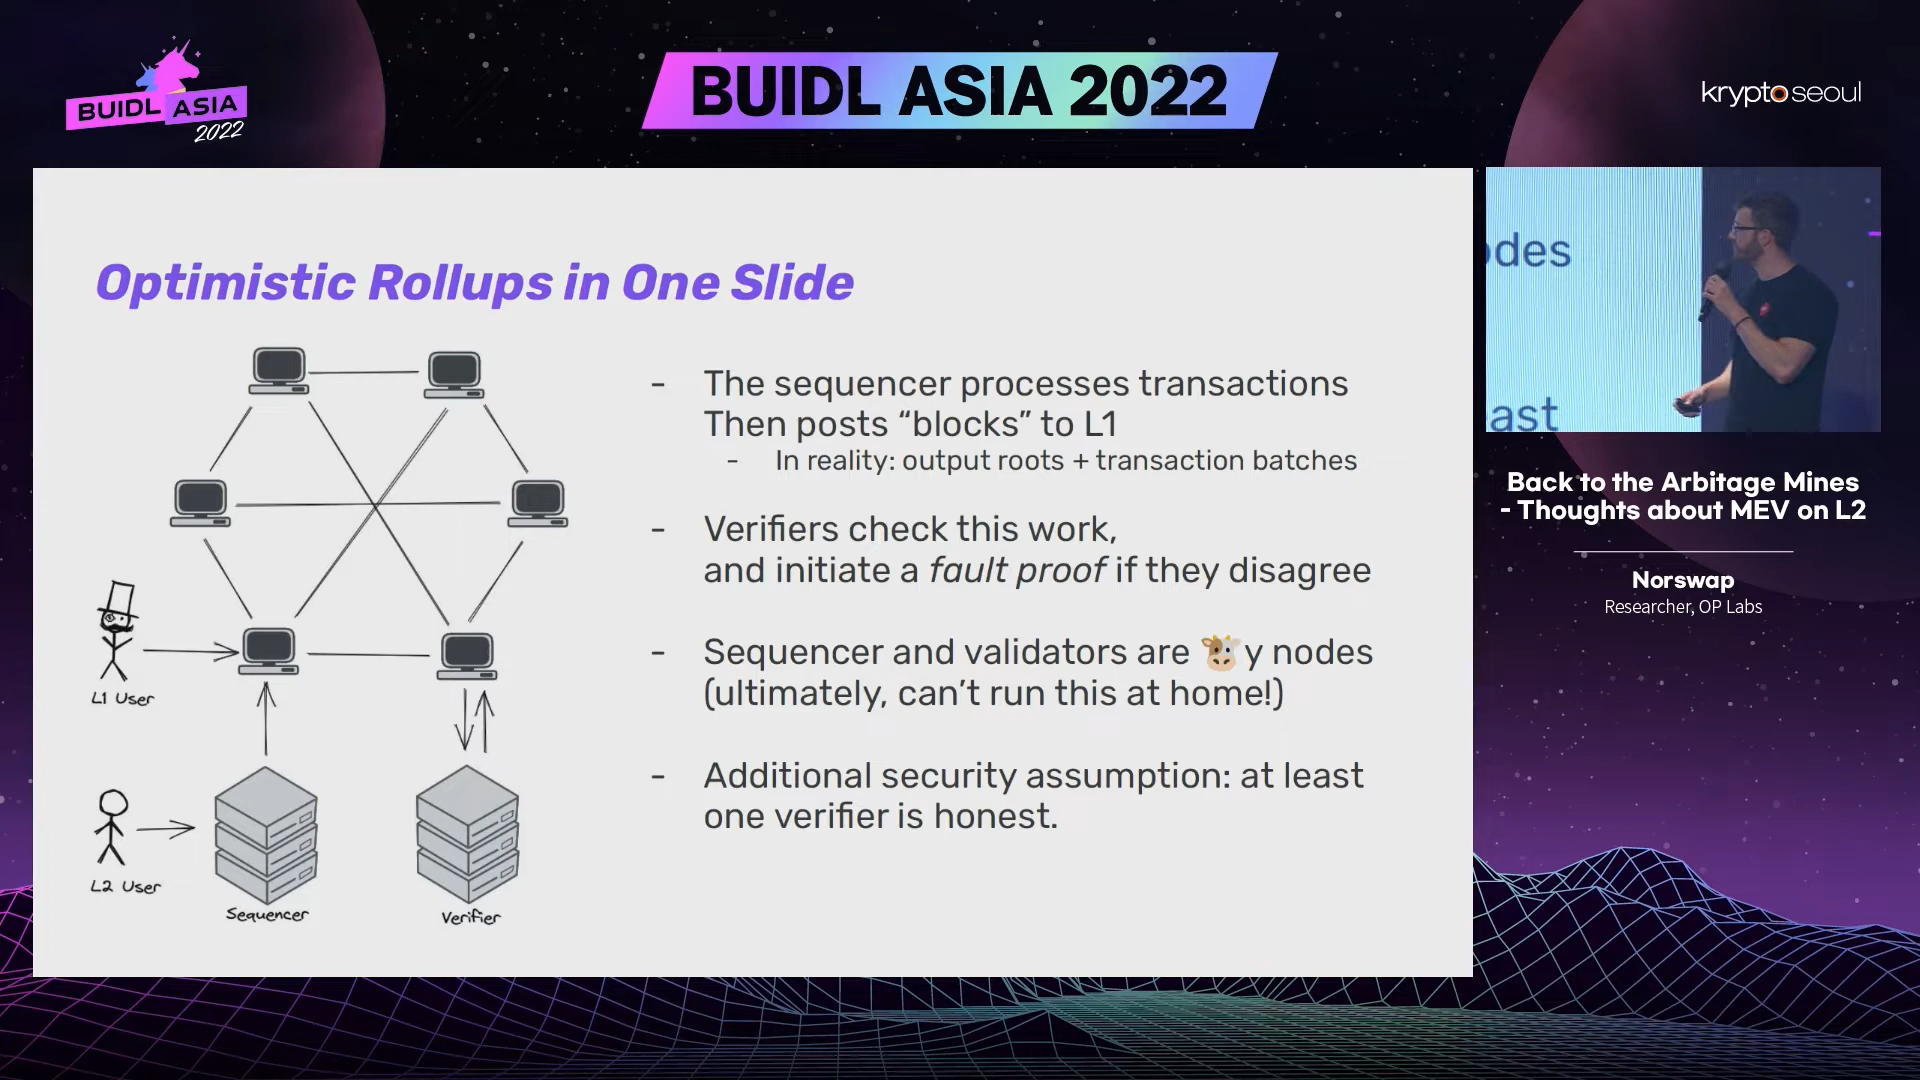 BUIDL ASIA
2022
BUIDL ASIA 2022
kryptoseoul
Optimistic Rollups in One Slide
- The sequencer processes transactions
Then posts “blocks” to L1
- In reality: output roots + transaction batches
- Verifiers check this work,
and initiate a fault proof if they disagree
- Sequencer and validators are 🐮y nodes
(ultimately, can’t run this at home!)
- Additional security assumption: at least
one verifier is honest.
L1 User
L2 User
Sequencer
Verifier
odes
ast
Back to the Arbitage Mines
- Thoughts about MEV on L2
Norswap
Researcher, OP Labs